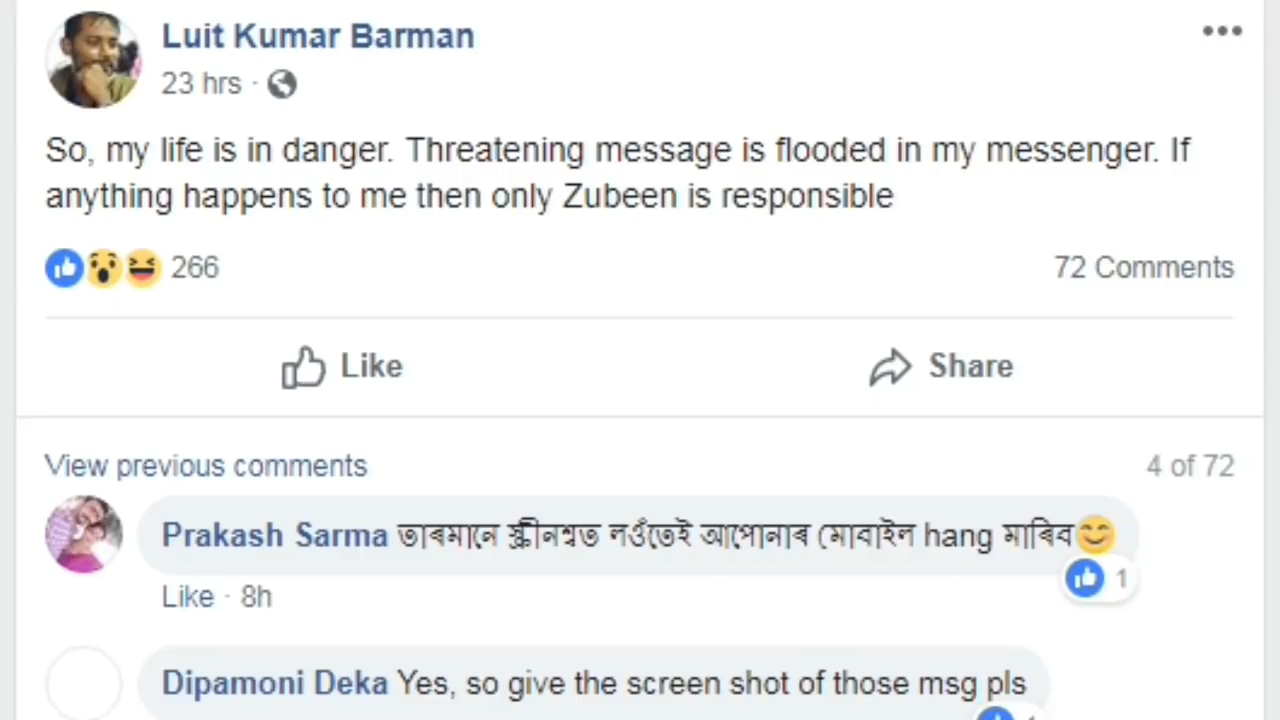 Luit Kumar Barman
23 hrs ·
So, my life is in danger. Threatening message is flooded in my messenger. If
anything happens to me then only Zubeen is responsible
266
72 Comments
Like
Share
View previous comments
4 of 72
Prakash Sarma তাৰমানে স্ক্ৰীনশ্বত লওঁতেই আপোনাৰ মোবাইল hang মাৰিব😊
1
Like · 8h
Dipamoni Deka Yes, so give the screen shot of those msg pls